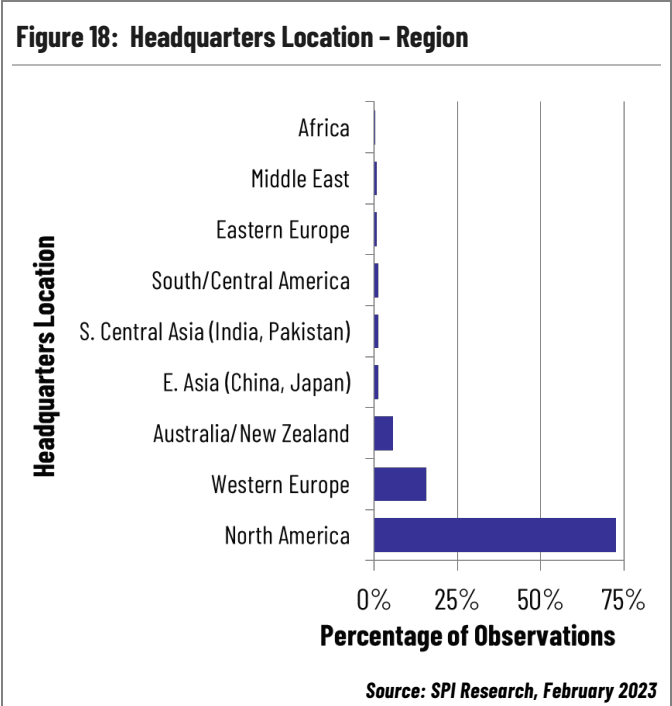 Figure 18:  Headquarters Location – Region
Headquarters Location
Africa
Middle East
Eastern Europe
South/Central America
S. Central Asia (India, Pakistan)
E. Asia (China, Japan)
Australia/New Zealand
Western Europe
North America
0% 25% 50% 75%
Percentage of Observations
Source: SPI Research, February 2023